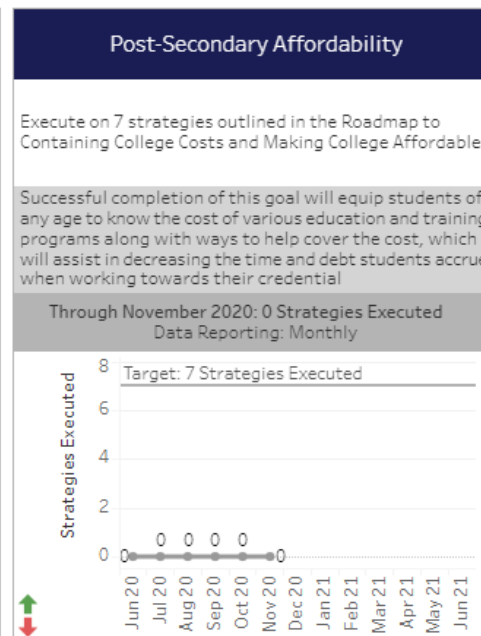 Post-Secondary Affordability
Execute on 7 strategies outlined in the Roadmap to
Containing College Costs and Making College Affordable
Successful completion of this goal will equip students of
any age to know the cost of various education and training
programs along with ways to help cover the cost, which
will assist in decreasing the time and debt students accrue
when working towards their credential
Through November 2020: 0 Strategies Executed
Data Reporting: Monthly
Strategies Executed
8
6
4
2
0
Target: 7 Strategies Executed
0
0
0
0
0
0
Jun 20
Jul 20
Aug 20
Sep 20
Oct 20
Nov 20
Dec 20
Jan 21
Feb 21
Mar 21
Apr 21
May 21
Jun 21